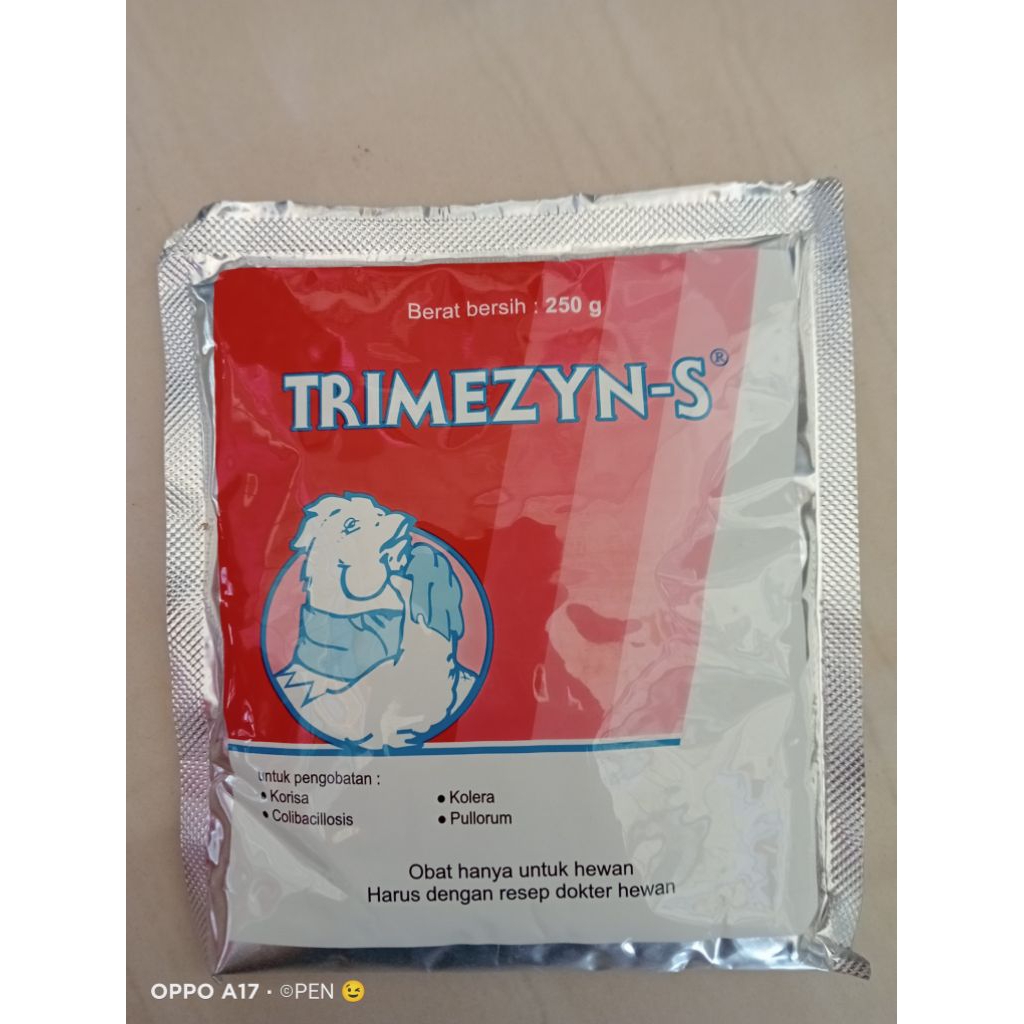 Berat bersih : 250 g
TRIMEZYN-S®
untuk pengobatan :
• Korisa
• Colibacillosis
• Kolera
• Pullorum
Obat hanya untuk hewan
Harus dengan resep dokter hewan
OPPO A17 · ©PEN 😉